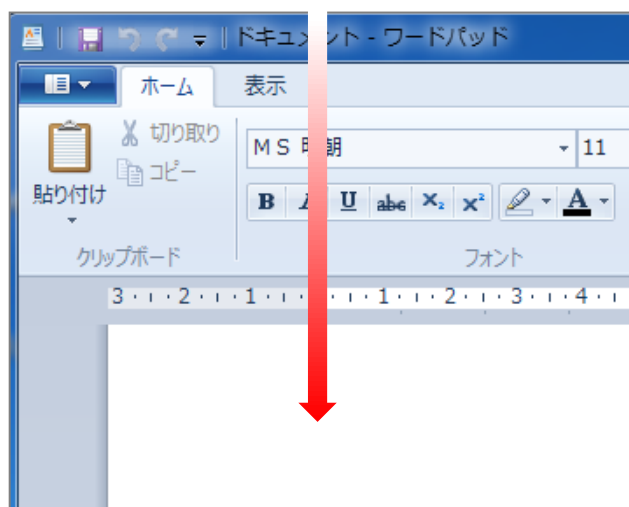 ドキュメント - ワードパッド
ホーム 表示
切り取り
コピー
貼り付け
MS 明朝 11
B U abc X₂ X² A
クリップボード フォント
3 2 1 1 2 3 4